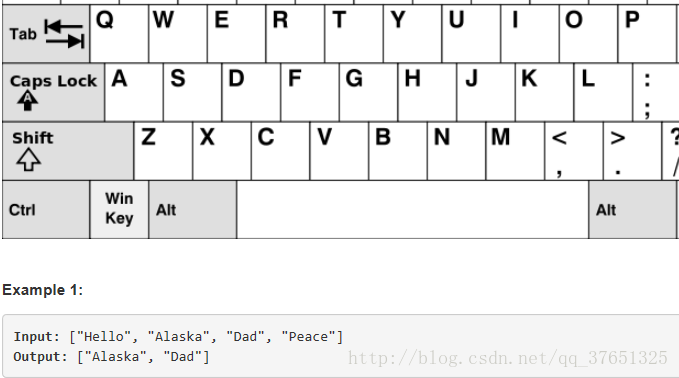 Tab Q W E R T Y U I O P
Caps Lock A S D F G H J K L :
;
Shift Z X C V B N M < > ?
, . /
Ctrl Win Key Alt Alt
Example 1:
Input: ["Hello", "Alaska", "Dad", "Peace"]
Output: ["Alaska", "Dad"]
http://blog.csdn.net/qq_37651325